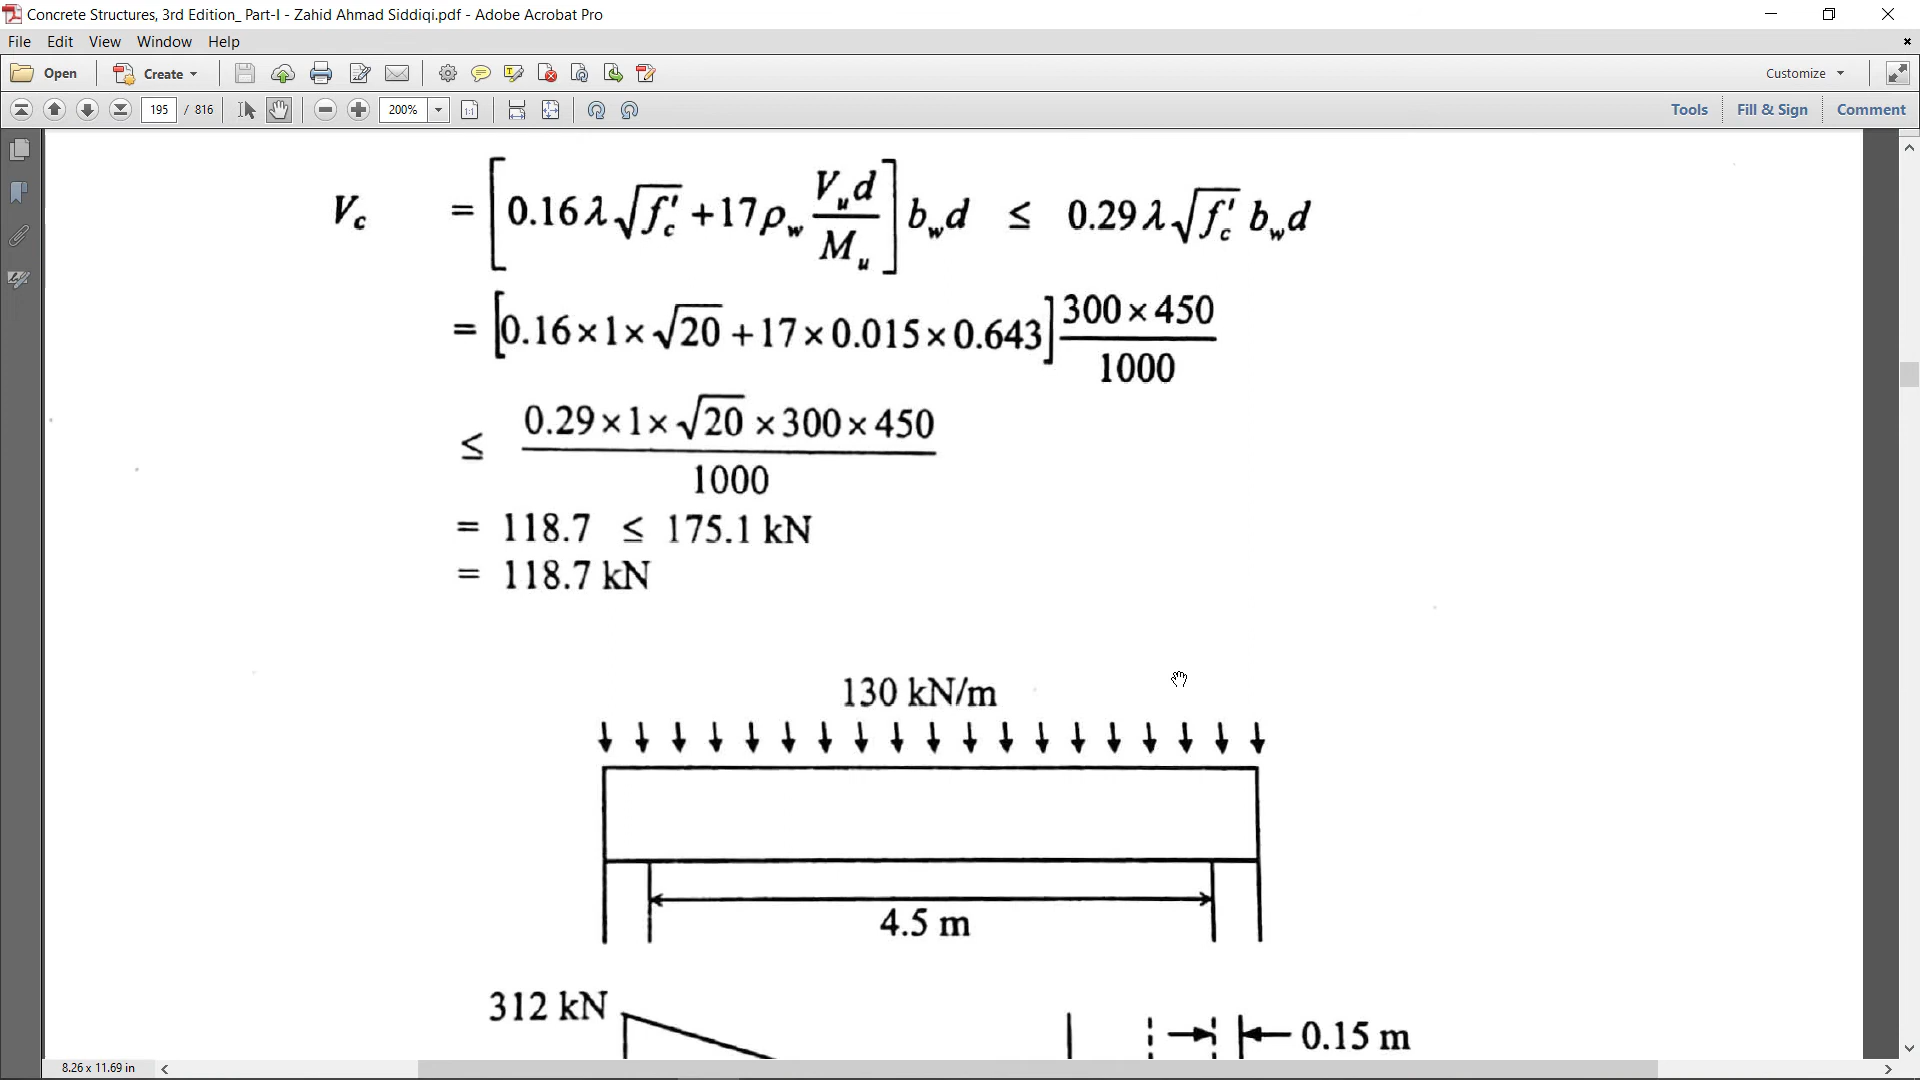 Concrete Structures, 3rd Edition_ Part-I - Zahid Ahmad Siddiqi.pdf - Adobe Acrobat Pro
File Edit View Window Help
Open Create Customize
195 / 816 200% Tools Fill & Sign Comment
V_c = [0.16 λ √f'_c + 17 ρ_w V_u d / M_u] b_w d ≤ 0.29 λ √f'_c b_w d
= [0.16×1×√20 + 17×0.015×0.643] 300×450 / 1000
≤ 0.29×1×√20×300×450 / 1000
= 118.7 ≤ 175.1 kN
= 118.7 kN
130 kN/m
4.5 m
312 kN
0.15 m
8.26 x 11.69 in